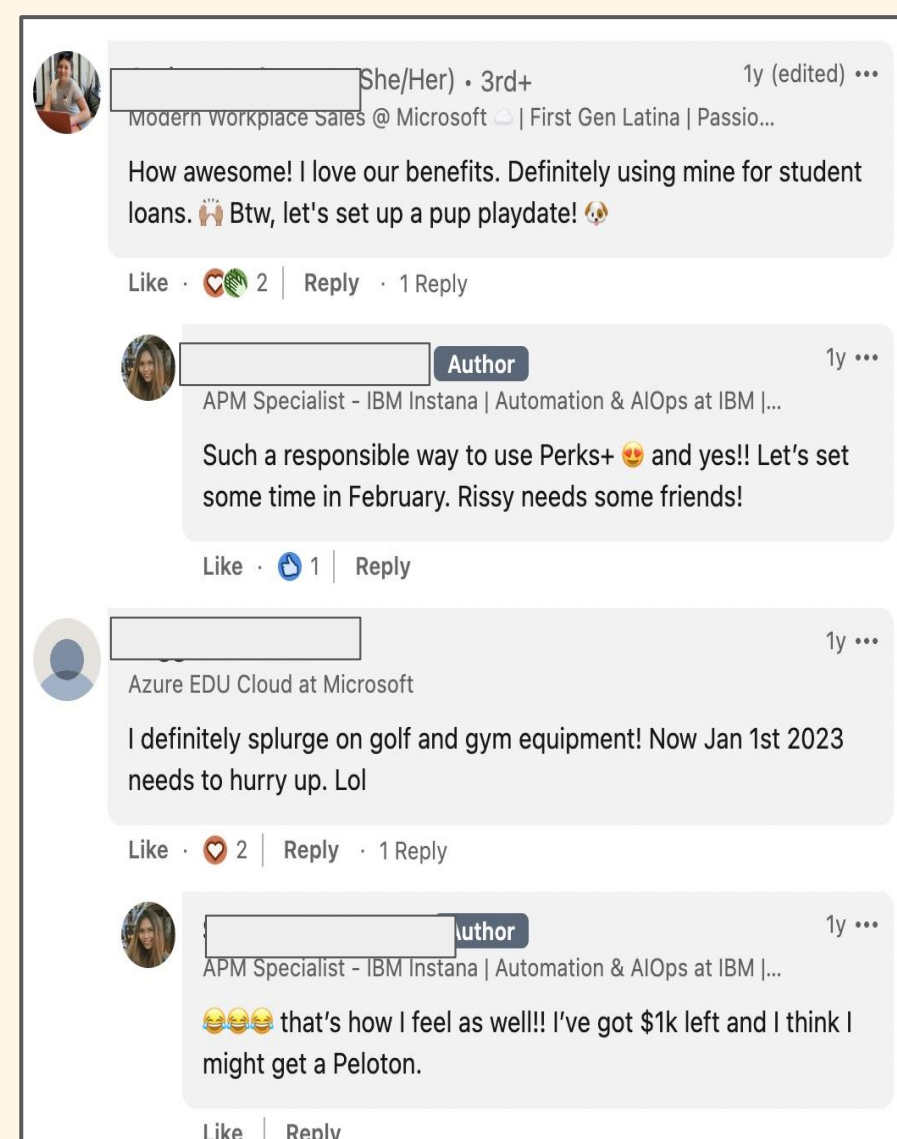 She/Her) • 3rd+
1y (edited) •••
Modern Workplace Sales @ Microsoft ☁️ | First Gen Latina | Passio...
How awesome! I love our benefits. Definitely using mine for student
loans. 🙌🏽 Btw, let's set up a pup playdate! 🐶
Like · 2 | Reply · 1 Reply
Author
1y •••
APM Specialist - IBM Instana | Automation & AIOps at IBM |...
Such a responsible way to use Perks+ 😍 and yes!! Let’s set
some time in February. Rissy needs some friends!
Like · 1 | Reply
1y •••
Azure EDU Cloud at Microsoft
I definitely splurge on golf and gym equipment! Now Jan 1st 2023
needs to hurry up. Lol
Like · 2 | Reply · 1 Reply
Author
1y •••
APM Specialist - IBM Instana | Automation & AIOps at IBM |...
😂😂😂 that’s how I feel as well!! I’ve got $1k left and I think I
might get a Peloton.
Like | Reply